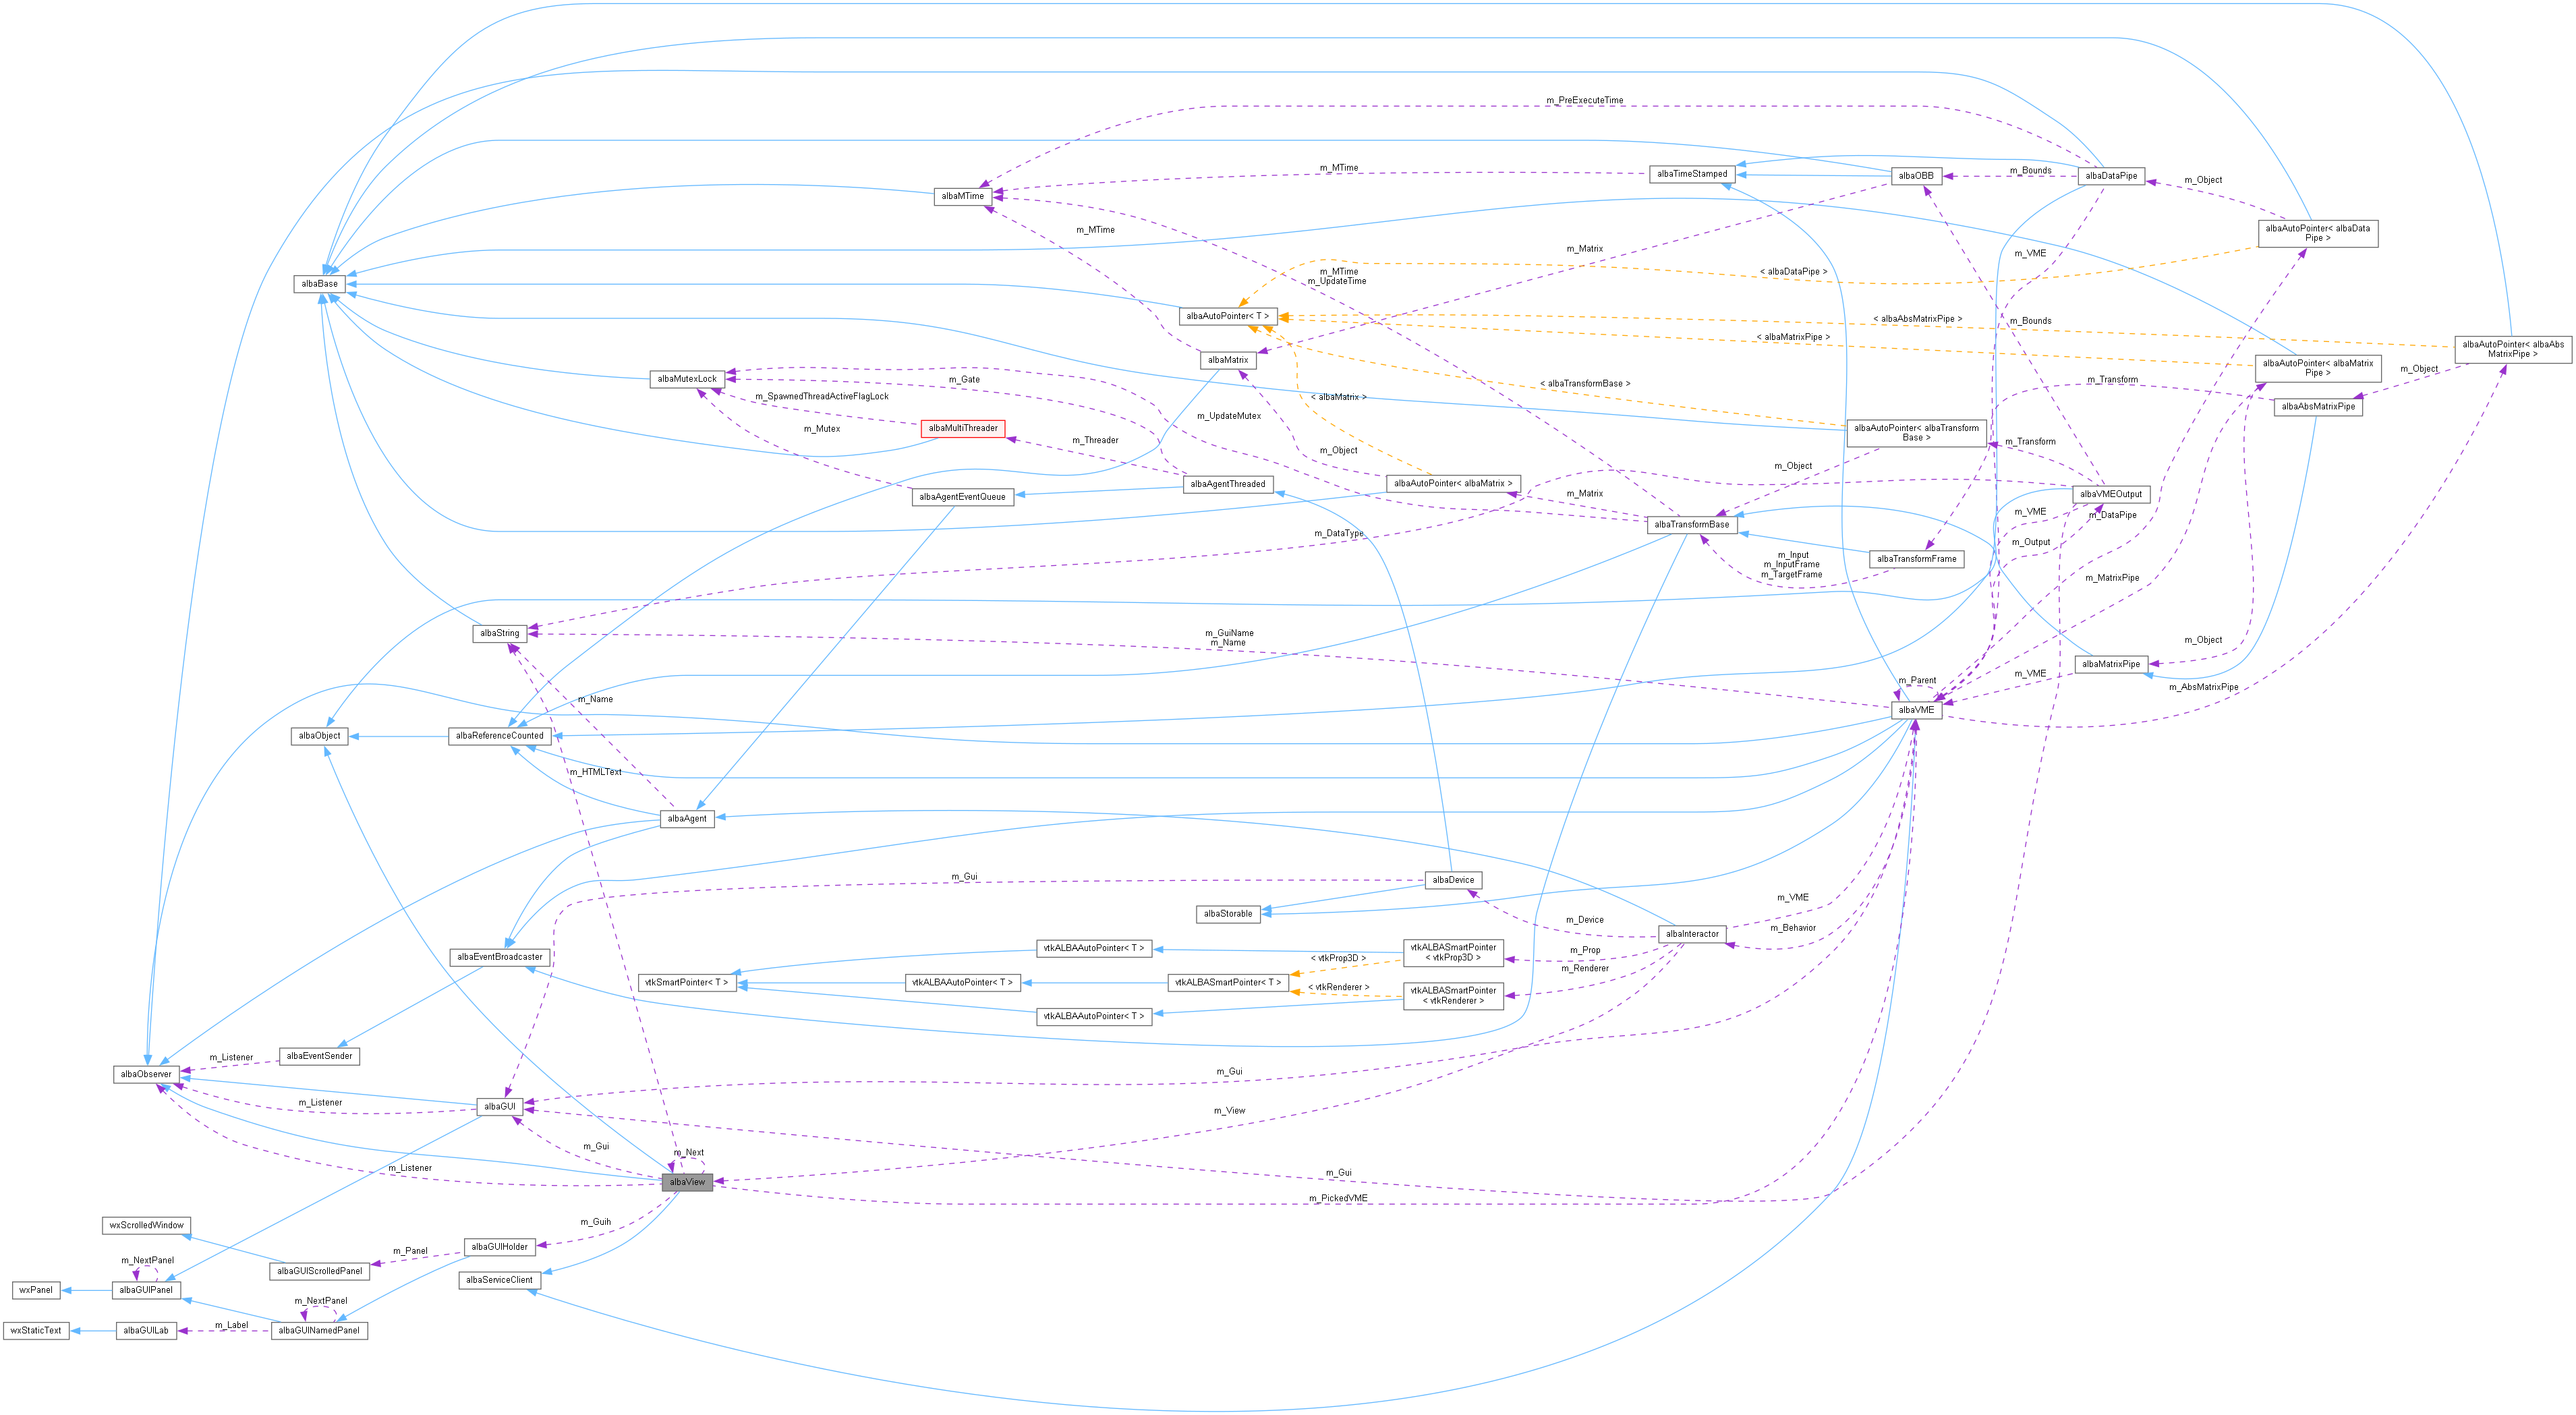 m_PreExecuteTime
m_MTime
albaTimeStamped
albaOBB
m_Bounds
albaDataPipe
m_Object
albaMTime
m_MTime
m_Matrix
m_VME
albaAutoPointer< albaData
Pipe >
albaBase
m_MTime
m_UpdateTime
< albaDataPipe >
albaAutoPointer< T >
< albaAbsMatrixPipe >
m_Bounds
< albaMatrixPipe >
albaAutoPointer< albaAbs
MatrixPipe >
albaMatrix
albaAutoPointer< albaMatrix
Pipe >
m_Object
albaMutexLock
m_Gate
< albaTransformBase >
m_Transform
m_SpawnedThreadActiveFlagLock
< albaMatrix >
albaAbsMatrixPipe
m_UpdateMutex
albaMultiThreader
m_Mutex
m_Threader
albaAutoPointer< albaTransform
Base >
m_Transform
m_Object
m_Object
albaAgentThreaded
albaAutoPointer< albaMatrix >
albaAgentEventQueue
m_Matrix
albaVMEOutput
albaTransformBase
m_VME
m_DataPipe
m_DataType
m_Output
m_Input
m_InputFrame
m_TargetFrame
albaTransformFrame
m_MatrixPipe
albaString
m_GuiName
m_Name
m_Object
albaMatrixPipe
m_VME
m_AbsMatrixPipe
m_Parent
albaVME
m_Name
albaObject
albaReferenceCounted
m_HTMLText
albaAgent
m_Gui
albaDevice
m_VME
albaStorable
m_Device
m_Behavior
albaInteractor
albaEventBroadcaster
vtkALBAAutoPointer< T >
vtkALBASmartPointer
< vtkProp3D >
m_Prop
< vtkProp3D >
m_Renderer
vtkSmartPointer< T >
vtkALBAAutoPointer< T >
vtkALBASmartPointer< T >
< vtkRenderer >
vtkALBASmartPointer
< vtkRenderer >
vtkALBAAutoPointer< T >
albaEventSender
m_Listener
albaObserver
m_Gui
m_Listener
albaGUI
m_View
m_Gui
m_Next
m_Listener
m_Gui
albaView
m_PickedVME
m_Guih
wxScrolledWindow
m_Panel
albaGUIHolder
m_NextPanel
albaGUIScrolledPanel
albaServiceClient
wxPanel
albaGUIPanel
m_NextPanel
wxStaticText
albaGUILab
m_Label
albaGUINamedPanel